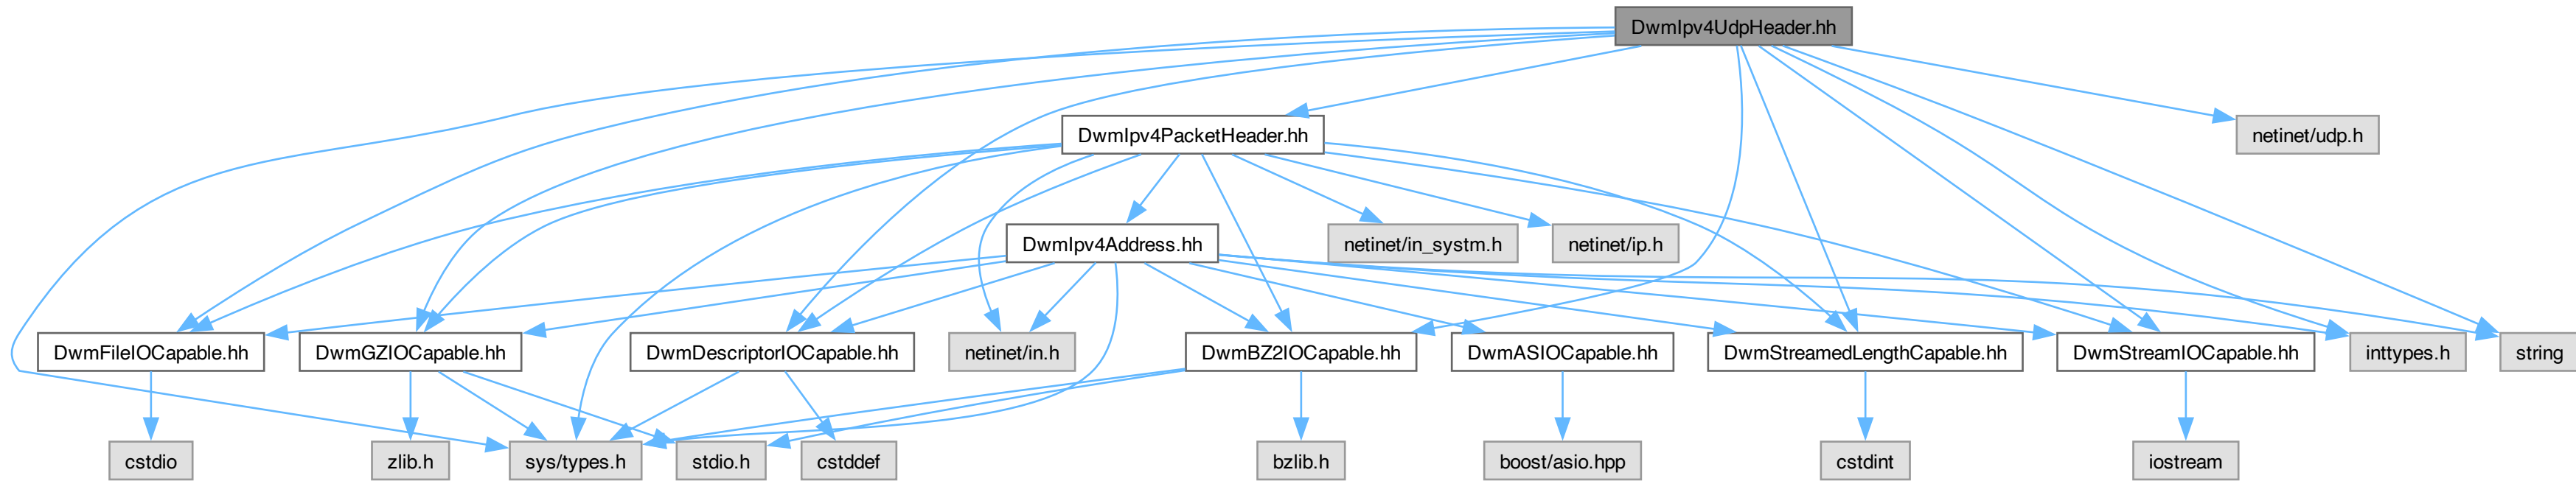 DwmIpv4UdpHeader.hh
DwmIpv4PacketHeader.hh
netinet/udp.h
DwmIpv4Address.hh
netinet/in_systm.h
netinet/ip.h
DwmFileIOCapable.hh
DwmGZIOCapable.hh
DwmDescriptorIOCapable.hh
netinet/in.h
DwmBZ2IOCapable.hh
DwmASIOCapable.hh
DwmStreamedLengthCapable.hh
DwmStreamIOCapable.hh
inttypes.h
string
cstdio
zlib.h
sys/types.h
stdio.h
cstddef
bzlib.h
boost/asio.hpp
cstdint
iostream